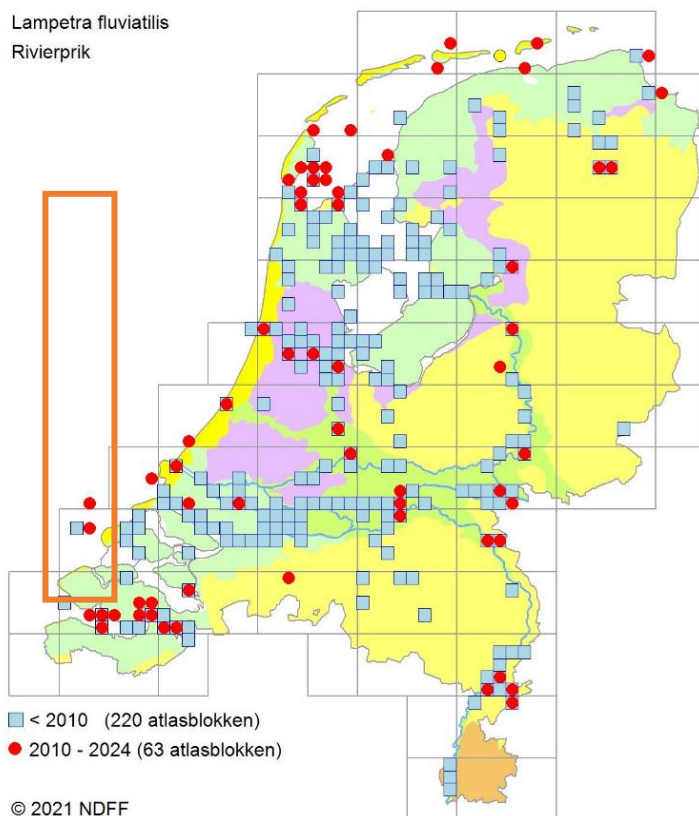 Lampetra fluviatilis
Rivierprik
< 2010 (220 atlasblokken)
2010 - 2024 (63 atlasblokken)
© 2021 NDFF